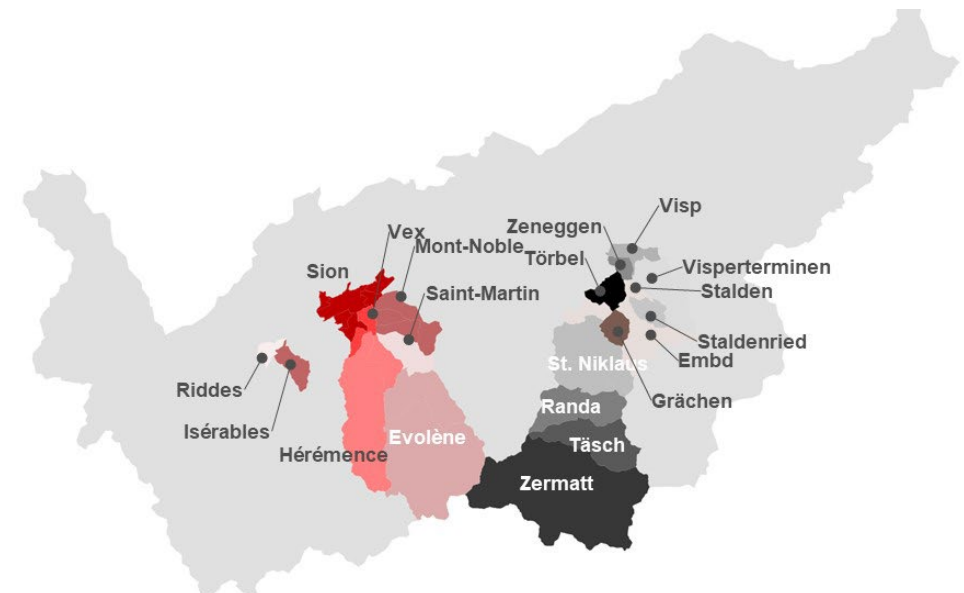 Visp
Zeneggen
Vex
Mont-Noble
Törbel
Visperterminen
Sion
Stalden
Saint-Martin
Staldenried
Embd
St. Niklaus
Riddes
Grächen
Randa
Isérables
Evolène
Täsch
Hérémence
Zermatt